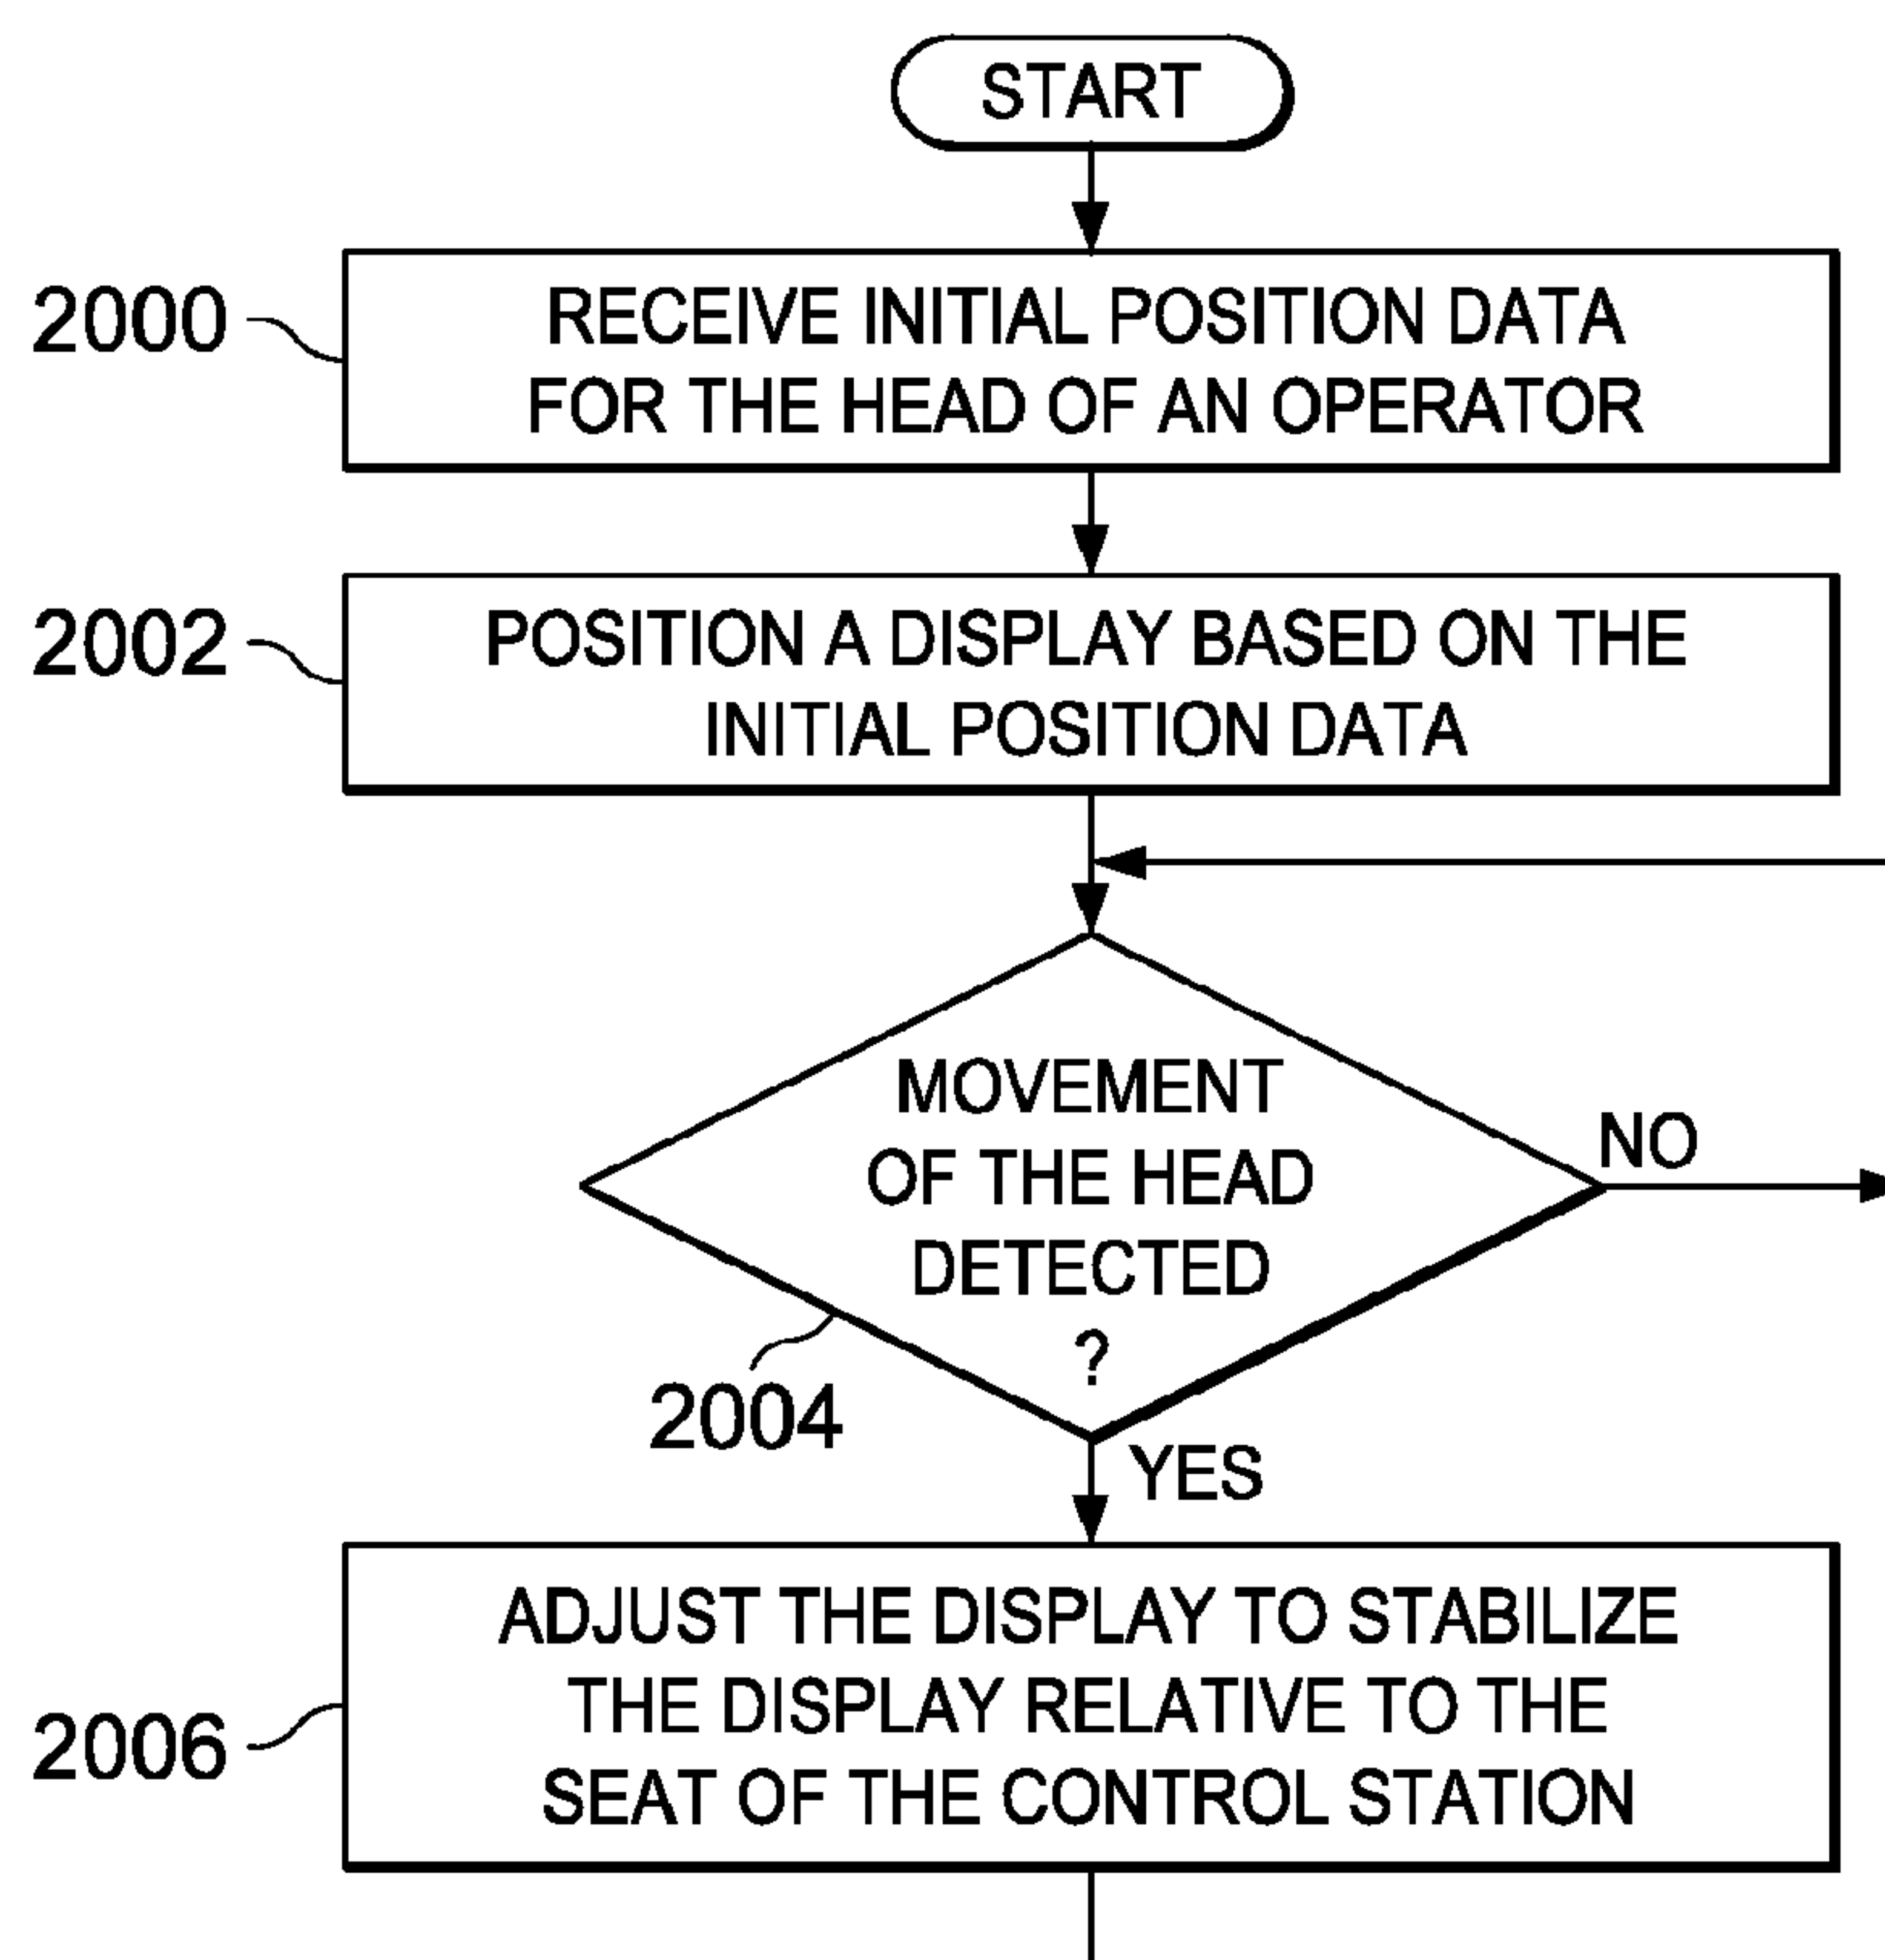 START
2000
RECEIVE INITIAL POSITION DATA
FOR THE HEAD OF AN OPERATOR
2002
POSITION A DISPLAY BASED ON THE
INITIAL POSITION DATA
MOVEMENT
OF THE HEAD
DETECTED
?
NO
2004
YES
2006
ADJUST THE DISPLAY TO STABILIZE
THE DISPLAY RELATIVE TO THE
SEAT OF THE CONTROL STATION